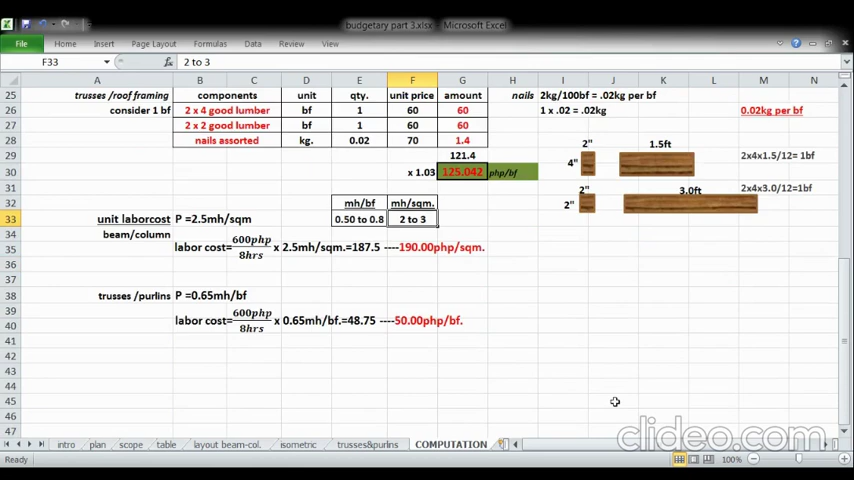 budgetary part 3.xlsx - Microsoft Excel
File Home Insert Page Layout Formulas Data Review View
F33 fx 2 to 3
A B C D E F G H I J K L M N
25 trusses /roof framing components unit qty. unit price amount nails 2kg/100bf = .02kg per bf
26 consider 1 bf 2 x 4 good lumber bf 1 60 60 1 x .02 = .02kg 0.02kg per bf
27 2 x 2 good lumber bf 1 60 60
28 nails assorted kg. 0.02 70 1.4 2" 1.5ft
29 121.4 4" 2x4x1.5/12= 1bf
30 x 1.03 125.042 php/bf
31 2" 3.0ft 2x4x3.0/12=1bf
32 mh/bf mh/sqm. 2"
33 unit laborcost P =2.5mh/sqm 0.50 to 0.8 2 to 3
34 beam/column
35 labor cost=600php/8hrs x 2.5mh/sqm.=187.5 ----190.00php/sqm.
36
37
38 trusses /purlins P =0.65mh/bf
39
40 labor cost=600php/8hrs x 0.65mh/bf.=48.75 ----50.00php/bf.
41
42
43
44
45
46
47
clideo.com
intro plan scope table layout beam-col. isometric trusses&purlins COMPUTATION
Ready 100%